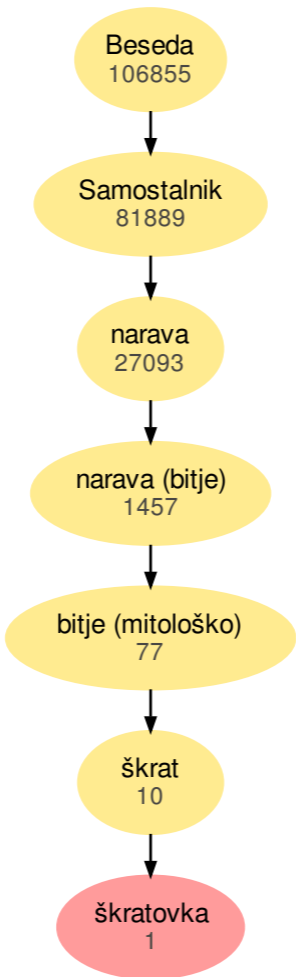 Beseda
106855
Samostalnik
81889
narava
27093
narava (bitje)
1457
bitje (mitološko)
77
škrat
10
škratovka
1